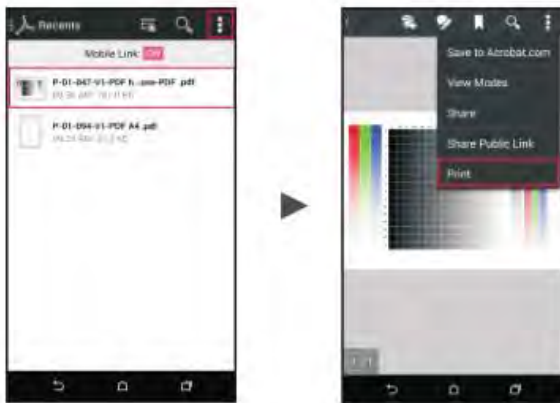 Recents
Mobile Link: Off
P-01-047-V1-PDF h...-PDF .pdf
P-01-094-V1-PDF A4 .pdf
Save to Acrobat.com
View Modes
Share
Share Public Link
Print